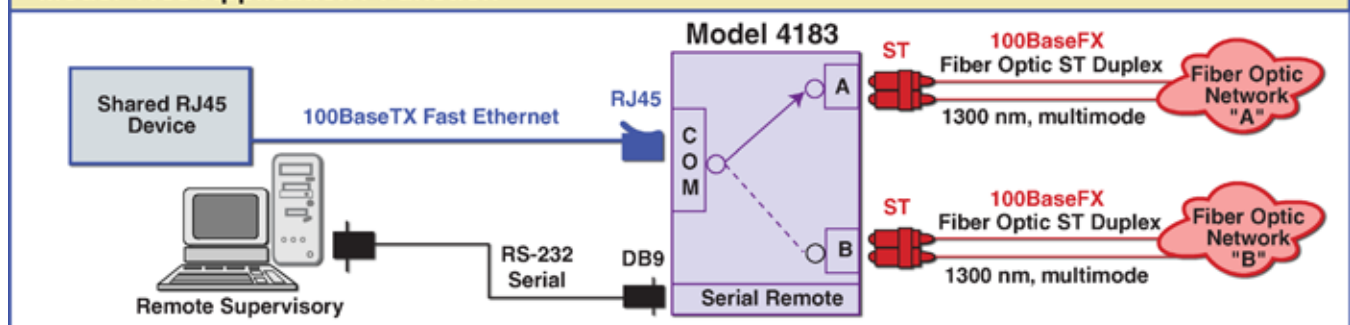 Model 4183
Shared RJ45
Device
100BaseTX Fast Ethernet
RJ45
C
O
M
A
ST
100BaseFX
Fiber Optic ST Duplex
1300 nm, multimode
Fiber Optic
Network
"A"
Remote Supervisory
RS-232
Serial
DB9
B
Serial Remote
ST
100BaseFX
Fiber Optic ST Duplex
1300 nm, multimode
Fiber Optic
Network
"B"